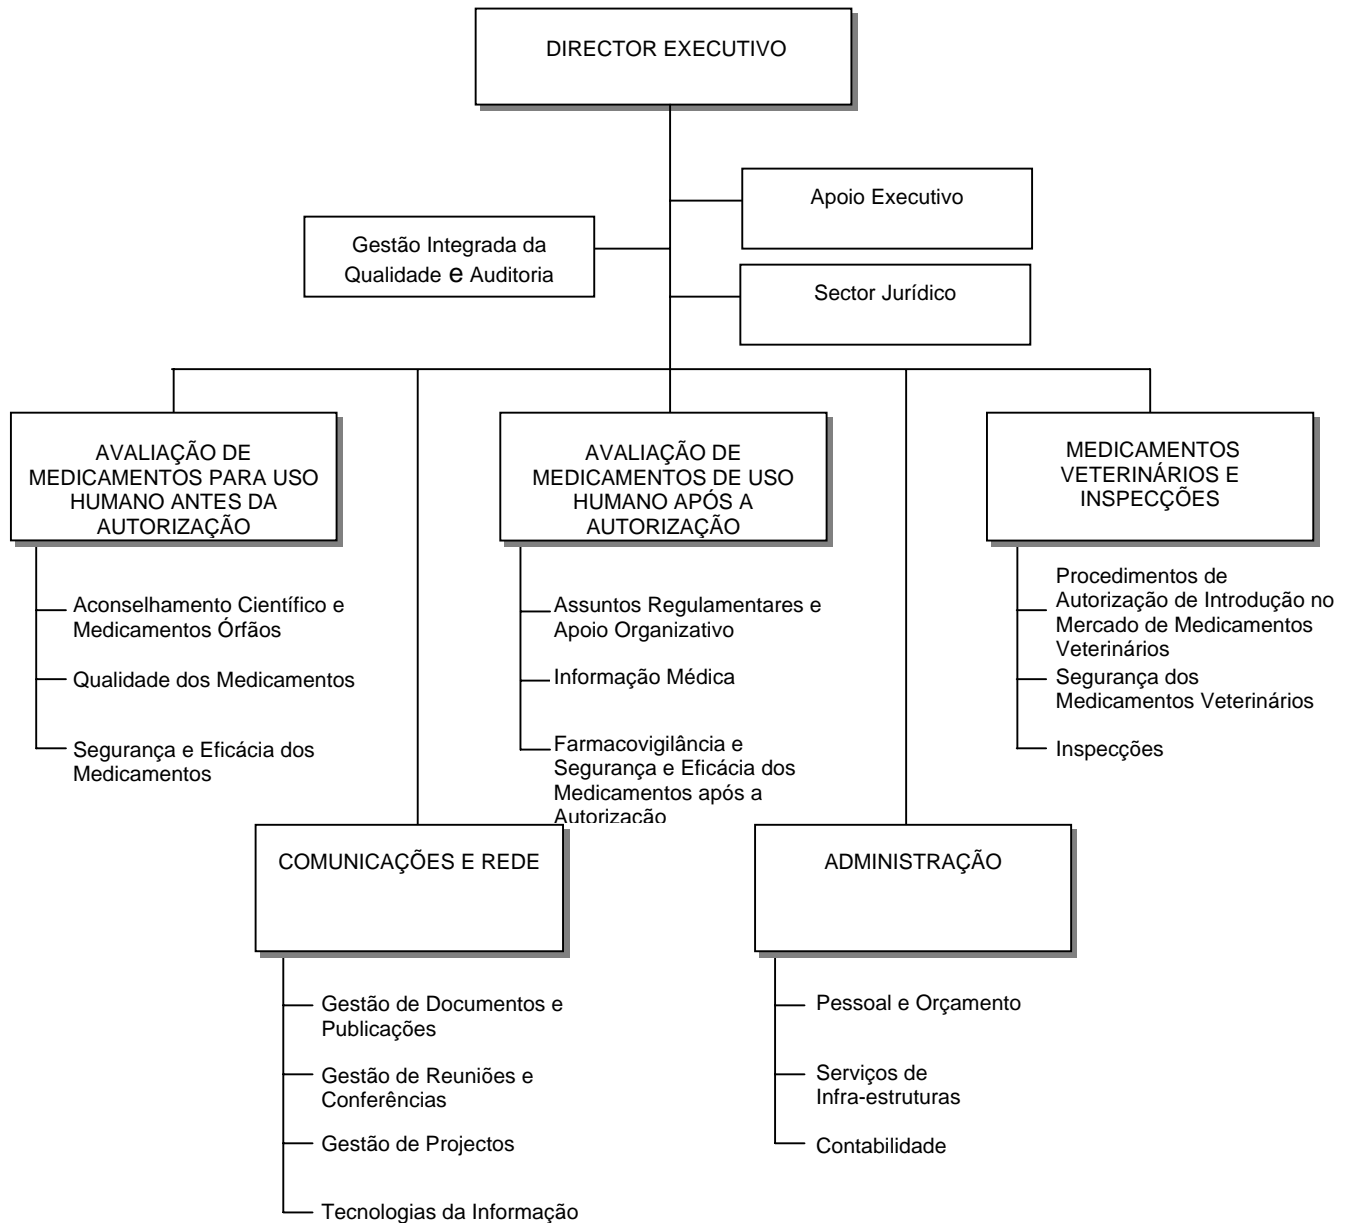 DIRECTOR EXECUTIVO
Apoio Executivo
Gestão Integrada da
Qualidade e Auditoria
Sector Jurídico
AVALIAÇÃO DE
MEDICAMENTOS PARA USO
HUMANO ANTES DA
AUTORIZAÇÃO
Aconselhamento Científico e
Medicamentos Órfãos
Qualidade dos Medicamentos
Segurança e Eficácia dos
Medicamentos
AVALIAÇÃO DE
MEDICAMENTOS DE USO
HUMANO APÓS A
AUTORIZAÇÃO
Assuntos Regulamentares e
Apoio Organizativo
Informação Médica
Farmacovigilância e
Segurança e Eficácia dos
Medicamentos após a
Autorização
MEDICAMENTOS
VETERINÁRIOS E
INSPECÇÕES
Procedimentos de
Autorização de Introdução no
Mercado de Medicamentos
Veterinários
Segurança dos
Medicamentos Veterinários
Inspecções
COMUNICAÇÕES E REDE
Gestão de Documentos e
Publicações
Gestão de Reuniões e
Conferências
Gestão de Projectos
Tecnologias da Informação
ADMINISTRAÇÃO
Pessoal e Orçamento
Serviços de
Infra-estruturas
Contabilidade